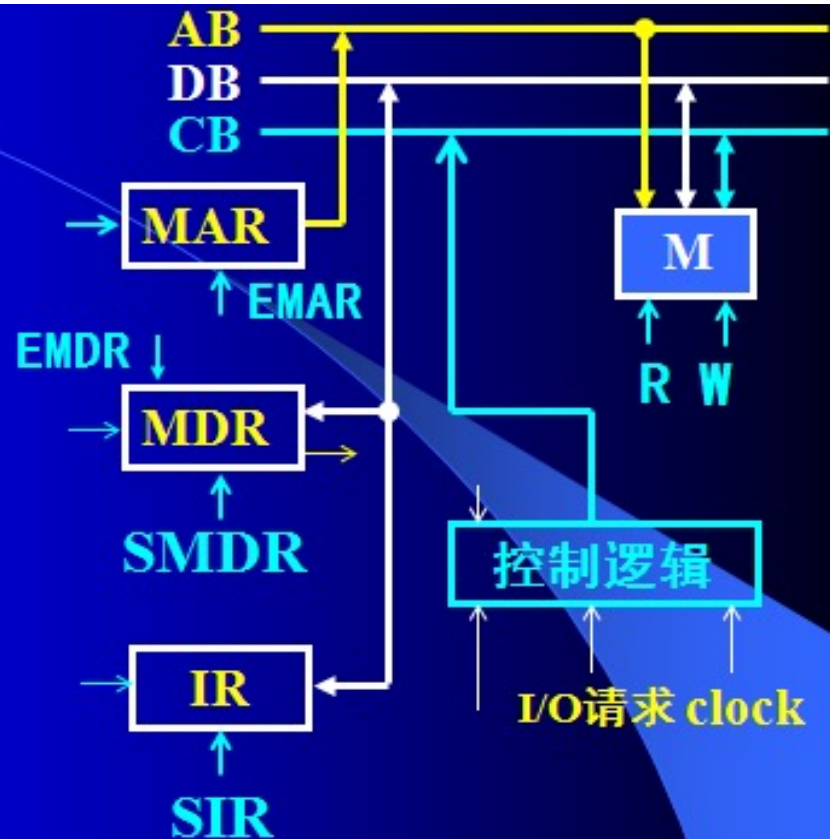 AB
DB
CB
MAR
M
EMAR
EMDR
R W
MDR
SMDR
控制逻辑
IR
I/O请求 clock
SIR